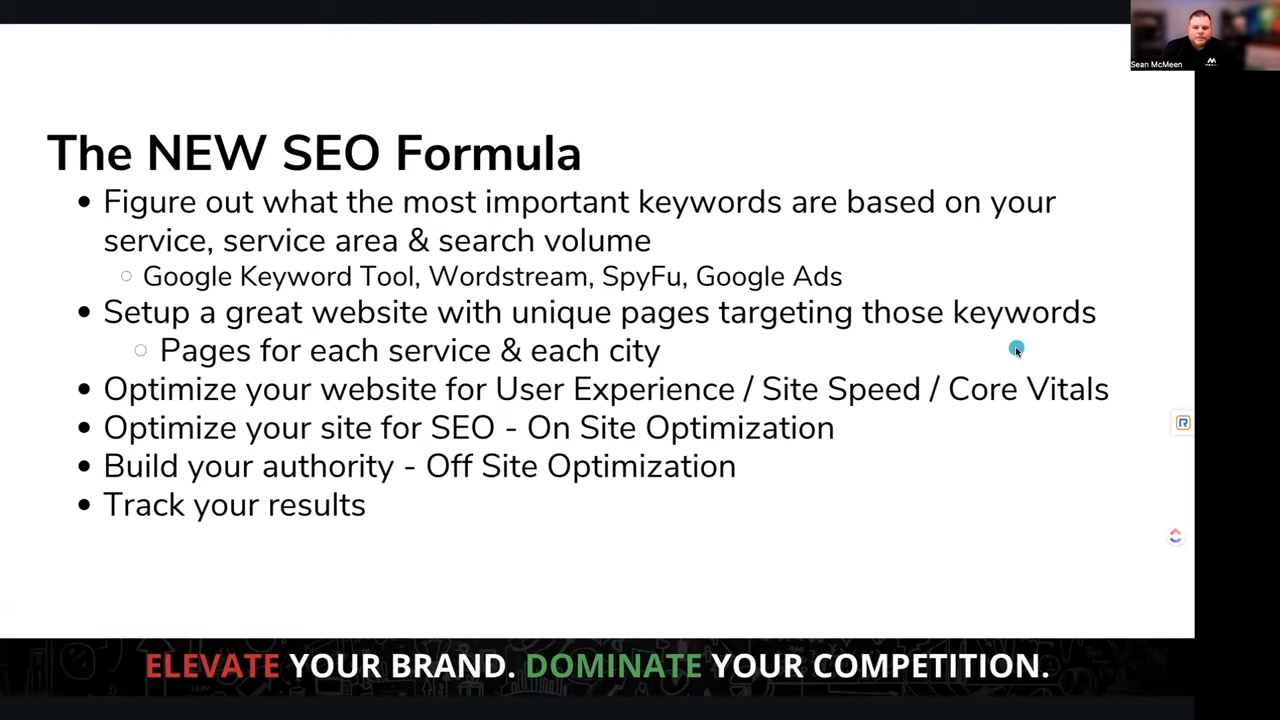 Sean McMeen
The NEW SEO Formula
• Figure out what the most important keywords are based on your
service, service area & search volume
○ Google Keyword Tool, Wordstream, SpyFu, Google Ads
• Setup a great website with unique pages targeting those keywords
○ Pages for each service & each city
• Optimize your website for User Experience / Site Speed / Core Vitals
• Optimize your site for SEO - On Site Optimization
• Build your authority - Off Site Optimization
• Track your results
R
ELEVATE YOUR BRAND. DOMINATE YOUR COMPETITION.